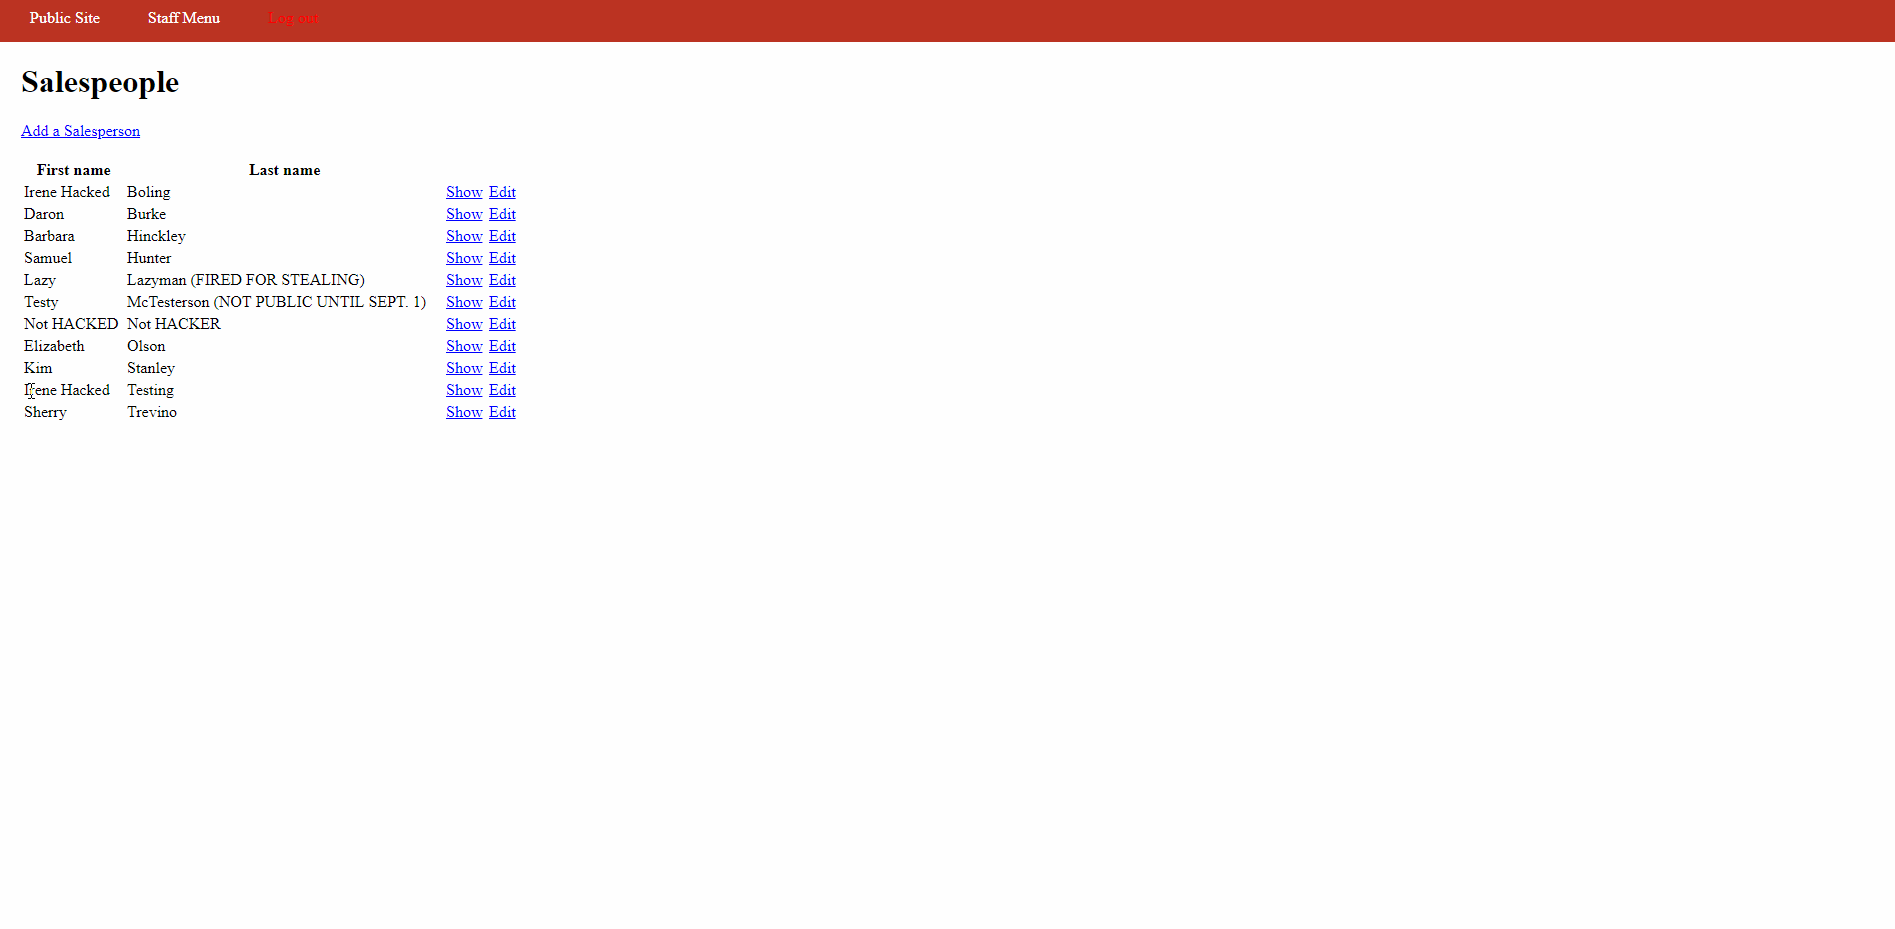 Public Site Staff Menu Log out
Salespeople
Add a Salesperson
First name Last name
Irene Hacked Boling Show Edit
Daron Burke Show Edit
Barbara Hinckley Show Edit
Samuel Hunter Show Edit
Lazy Lazyman (FIRED FOR STEALING) Show Edit
Testy McTesterson (NOT PUBLIC UNTIL SEPT. 1) Show Edit
Not HACKED Not HACKER Show Edit
Elizabeth Olson Show Edit
Kim Stanley Show Edit
Irene Hacked Testing Show Edit
Sherry Trevino Show Edit